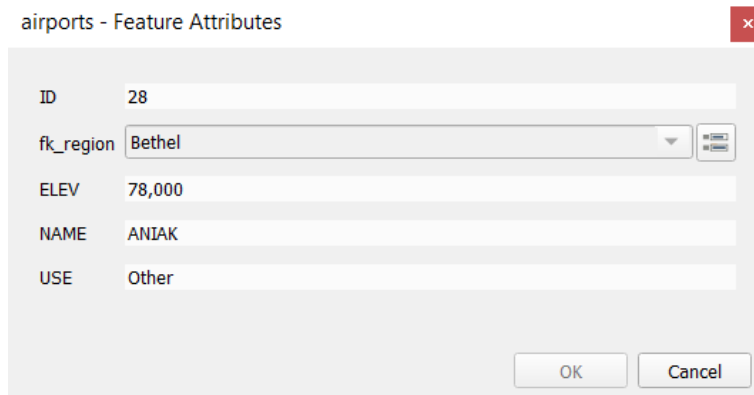 airports - Feature Attributes
ID 28
fk_region Bethel
ELEV 78,000
NAME ANIAK
USE Other
OK Cancel